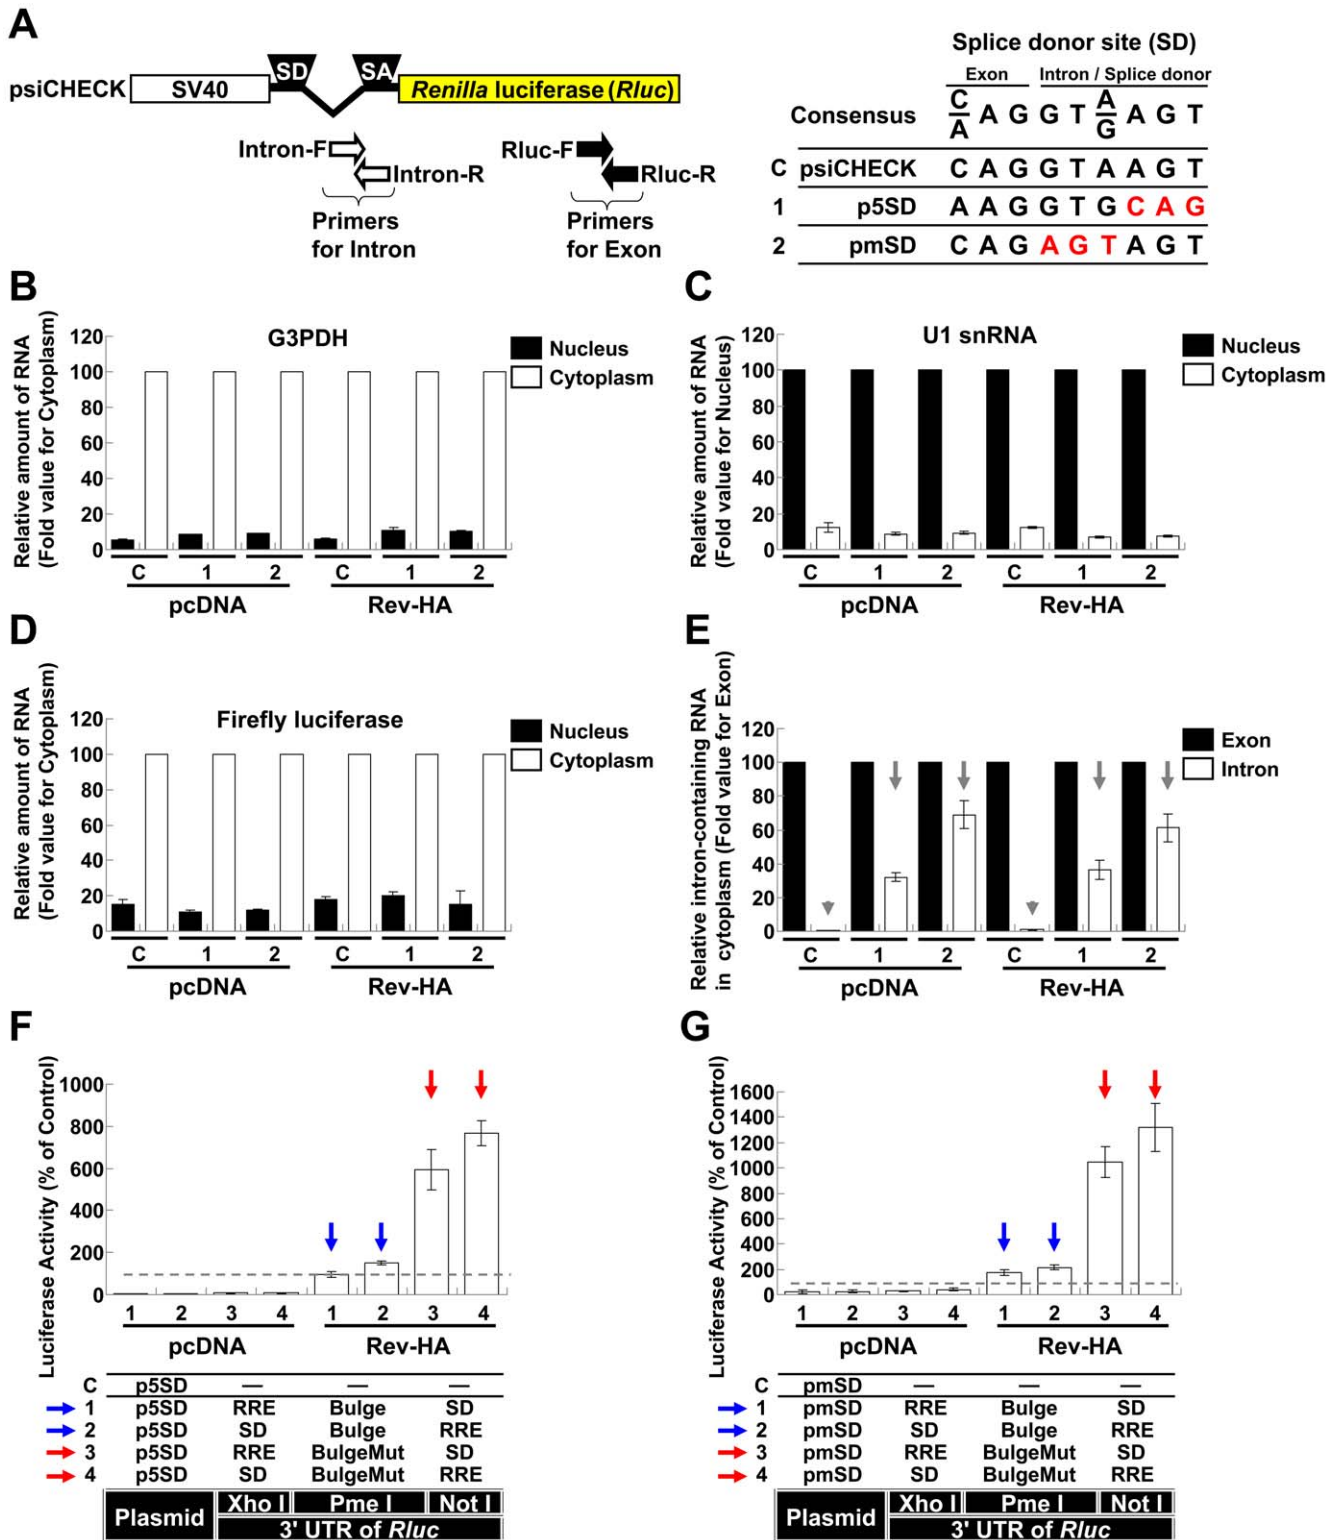 A
psiCHECK SV40 SD SA Renilla luciferase (Rluc)
Intron-F
Intron-R
Primers
for Intron
Rluc-F
Rluc-R
Primers
for Exon
Splice donor site (SD)
Exon Intron / Splice donor
Consensus C/A A G G T A/G A G T
C psiCHECK C A G G T A A G T
1 p5SD A A G G T G C A G
2 pmSD C A G A G T A G T
B
Relative amount of RNA
(Fold value for Cytoplasm)
G3PDH
Nucleus
Cytoplasm
120
100
80
60
40
20
0
C 1 2 C 1 2
pcDNA Rev-HA
C
Relative amount of RNA
(Fold value for Nucleus)
U1 snRNA
Nucleus
Cytoplasm
120
100
80
60
40
20
0
C 1 2 C 1 2
pcDNA Rev-HA
D
Relative amount of RNA
(Fold value for Cytoplasm)
Firefly luciferase
Nucleus
Cytoplasm
120
100
80
60
40
20
0
C 1 2 C 1 2
pcDNA Rev-HA
E
Relative intron-containing RNA
in cytoplasm (Fold value for Exon)
Exon
Intron
120
100
80
60
40
20
0
C 1 2 C 1 2
pcDNA Rev-HA
F
Luciferase Activity (% of Control)
1000
800
600
400
200
0
1 2 3 4 1 2 3 4
pcDNA Rev-HA
C p5SD — — —
1 p5SD RRE Bulge SD
2 p5SD SD Bulge RRE
3 p5SD RRE BulgeMut SD
4 p5SD SD BulgeMut RRE
Plasmid Xho I Pme I Not I
3' UTR of Rluc
G
Luciferase Activity (% of Control)
1600
1400
1200
1000
800
600
400
200
0
1 2 3 4 1 2 3 4
pcDNA Rev-HA
C pmSD — — —
1 pmSD RRE Bulge SD
2 pmSD SD Bulge RRE
3 pmSD RRE BulgeMut SD
4 pmSD SD BulgeMut RRE
Plasmid Xho I Pme I Not I
3' UTR of Rluc